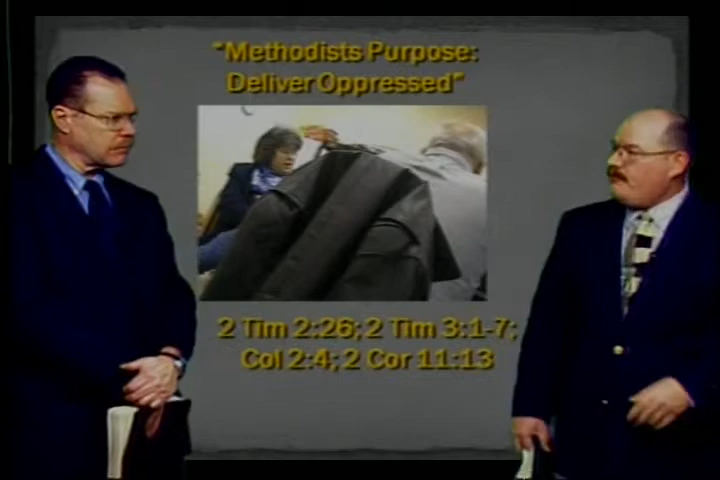 "Methodists Purpose:
Deliver Oppressed"
2 Tim 2:26; 2 Tim 3:1-7;
Col 2:4; 2 Cor 11:13